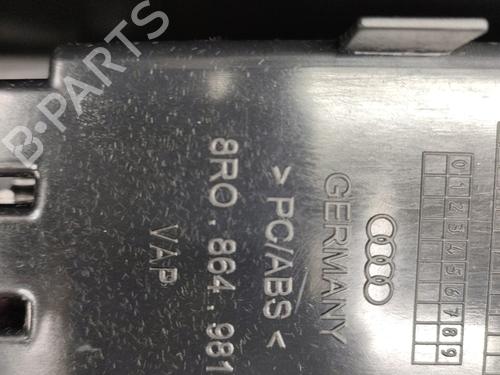 B-PARTS
GERMANY
> PC/ABS <
8R0.864.981
VAP
0 1 2 3 4 5 6 7 8 9